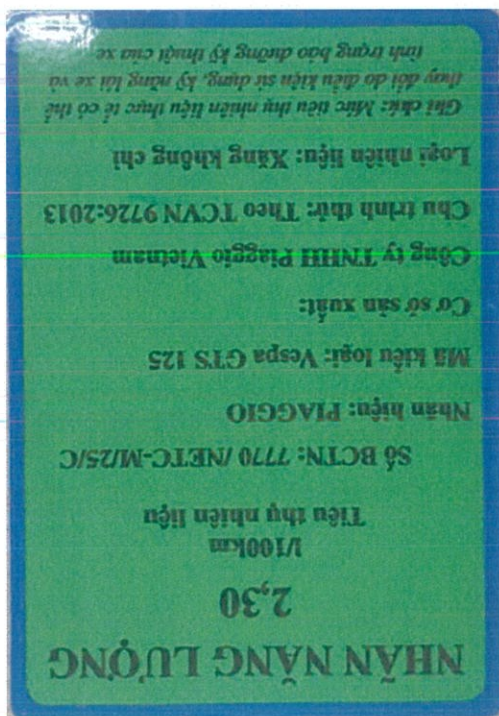 NHÃN NĂNG LƯỢNG
2,30
l/100km
Tiêu thụ nhiên liệu
Số BCTN: 7770 /NETC-M/25/C
Nhãn hiệu: PIAGGIO
Mã kiểu loại: Vespa GTS 125
Cơ sở sản xuất:
Công ty TNHH Piaggio Vietnam
Chu trình thử: Theo TCVN 9726:2013
Loại nhiên liệu: Xăng không chì
Ghi chú: Mức tiêu thụ nhiên liệu thực tế có thể
thay đổi do điều kiện sử dụng, kỹ năng lái xe và
tình trạng bảo dưỡng kỹ thuật của xe